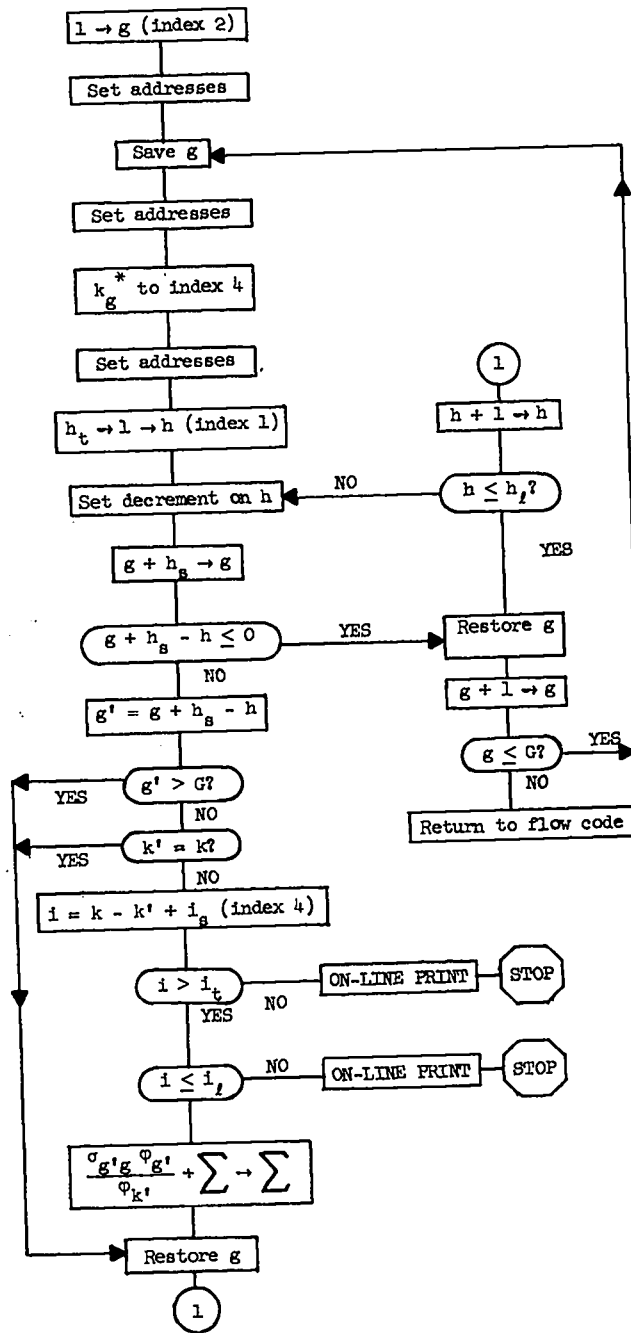 1 → g (index 2)
Set addresses
Save g
Set addresses
k_g* to index 4
Set addresses
h_t → 1 → h (index 1)
Set decrement on h
g + h_s → g
g + h_s - h ≤ 0
YES
NO
g' = g + h_s - h
g' > G?
YES
NO
k' = k?
YES
NO
i = k - k' + i_s (index 4)
i > i_t
NO
YES
ON-LINE PRINT
STOP
i ≤ i_ℓ
NO
ON-LINE PRINT
STOP
σ_g'g φ_g' / φ_k' + ∑ → ∑
Restore g
1
1
h + 1 → h
h ≤ h_ℓ?
NO
YES
Restore g
g + 1 → g
g ≤ G?
YES
NO
Return to flow code